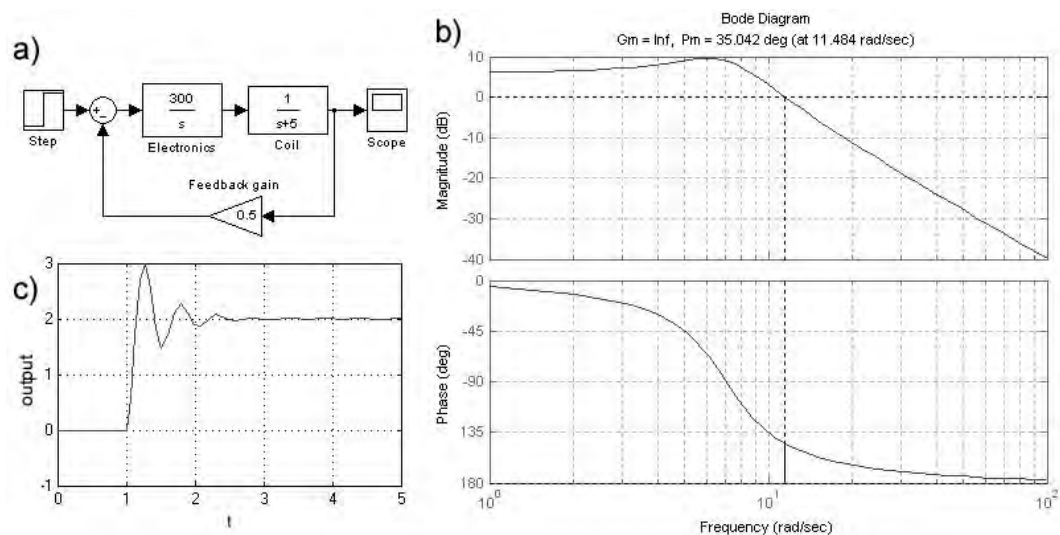 a)
Step
+
-
300
s
Electronics
1
s+5
Coil
Scope
Feedback gain
0.5
b)
Bode Diagram
Gm = Inf, Pm = 35.042 deg (at 11.484 rad/sec)
Magnitude (dB)
10
0
-10
-20
-30
-40
Phase (deg)
0
-45
-90
135
180
10^0
10^1
10^2
Frequency (rad/sec)
c)
output
3
2
1
0
-1
0
1
2
3
4
5
t